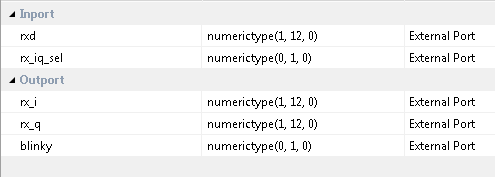 Inport
rxd numerictype(1, 12, 0) External Port
rx_iq_sel numerictype(0, 1, 0) External Port
Outport
rx_i numerictype(1, 12, 0) External Port
rx_q numerictype(1, 12, 0) External Port
blinky numerictype(0, 1, 0) External Port